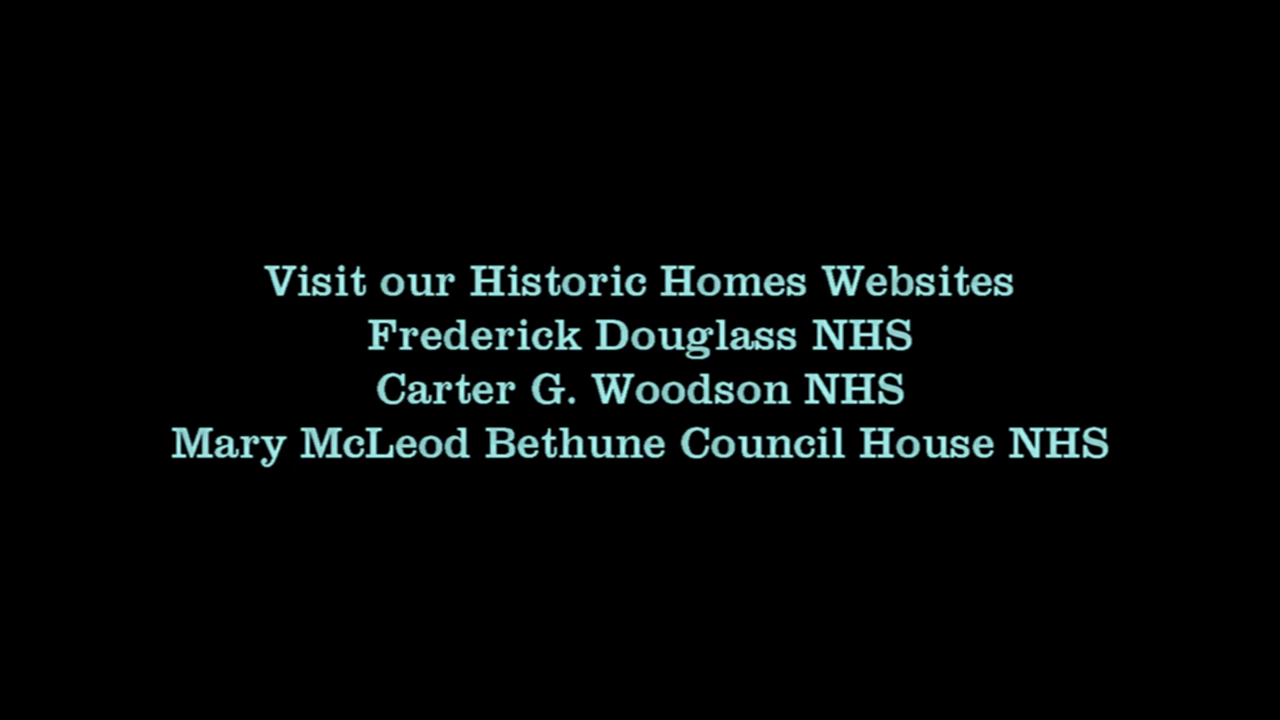 Visit our Historic Homes Websites
Frederick Douglass NHS
Carter G. Woodson NHS
Mary McLeod Bethune Council House NHS